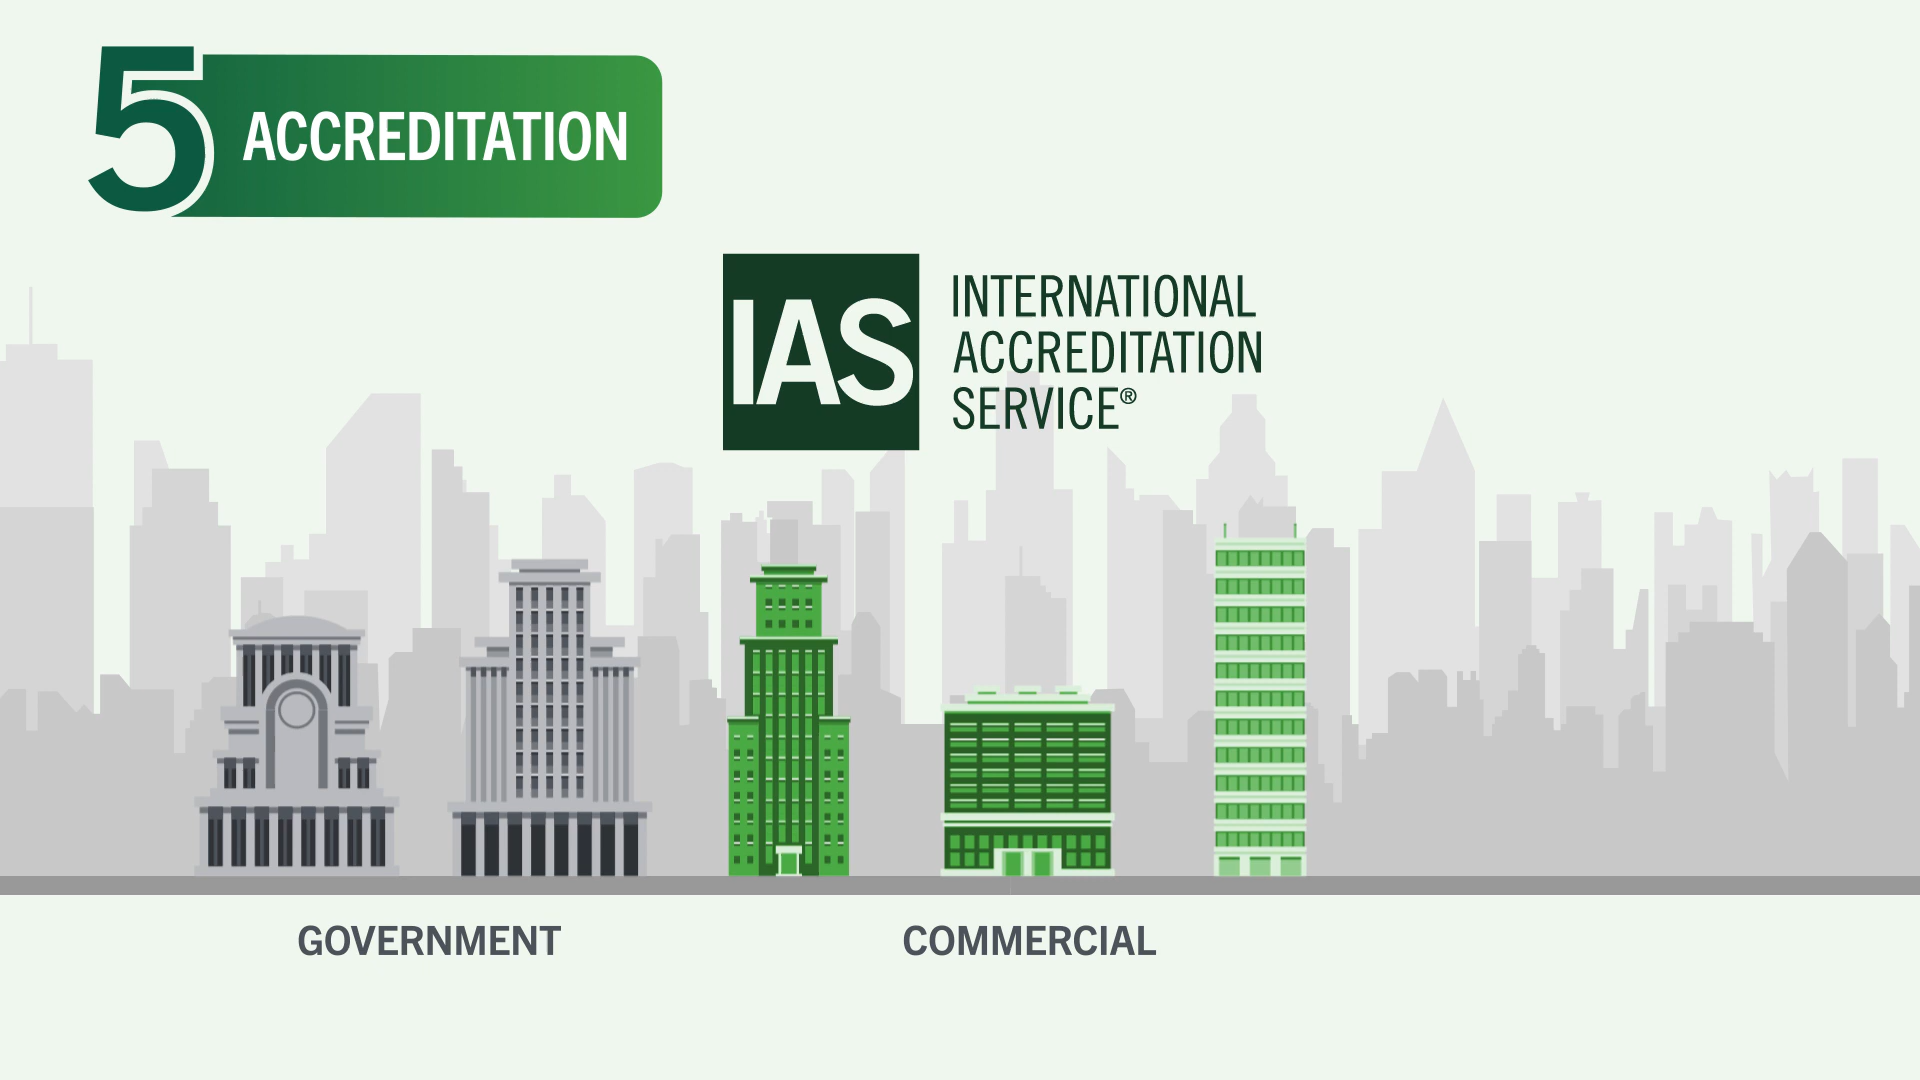 5 ACCREDITATION
IAS
INTERNATIONAL
ACCREDITATION
SERVICE®
GOVERNMENT
COMMERCIAL